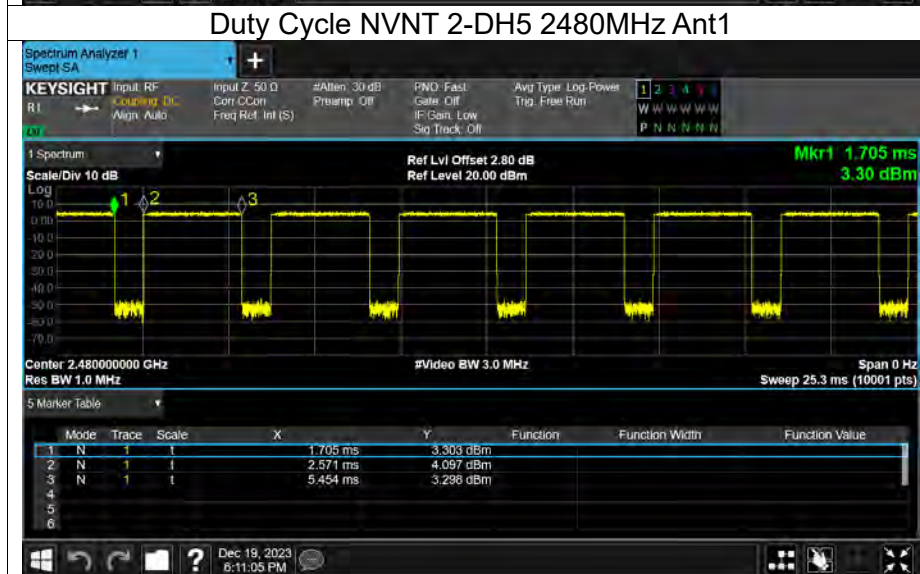 Duty Cycle NVNT 2-DH5 2480MHz Ant1
Spectrum Analyzer 1
Swept SA
+
KEYSIGHT Input: RF Input Z: 50 Ω #Atten: 30 dB PNO: Fast Avg Type: Log-Power 1 2 3 4 5 6
Coupling: DC Corr CCorr Preamp: Off Gate: Off Trig: Free Run W W W W W W
Align: Auto Freq Ref: Int (S) IF Gain: Low
Sig Track: Off P N N N N N
1 Spectrum
Ref Lvl Offset 2.80 dB Mkr1 1.705 ms
Scale/Div 10 dB Ref Level 20.00 dBm 3.30 dBm
Log
10.0
0.00
-10.0
-20.0
-30.0
-40.0
-50.0
-60.0
-70.0
1 2 3
Center 2.480000000 GHz #Video BW 3.0 MHz Span 0 Hz
Res BW 1.0 MHz Sweep 25.3 ms (10001 pts)
5 Marker Table
Mode Trace Scale X Y Function Function Width Function Value
1 N 1 t 1.705 ms 3.303 dBm
2 N 1 t 2.571 ms 4.097 dBm
3 N 1 t 5.454 ms 3.298 dBm
4
5
6
? Dec 19, 2023
6:11:05 PM